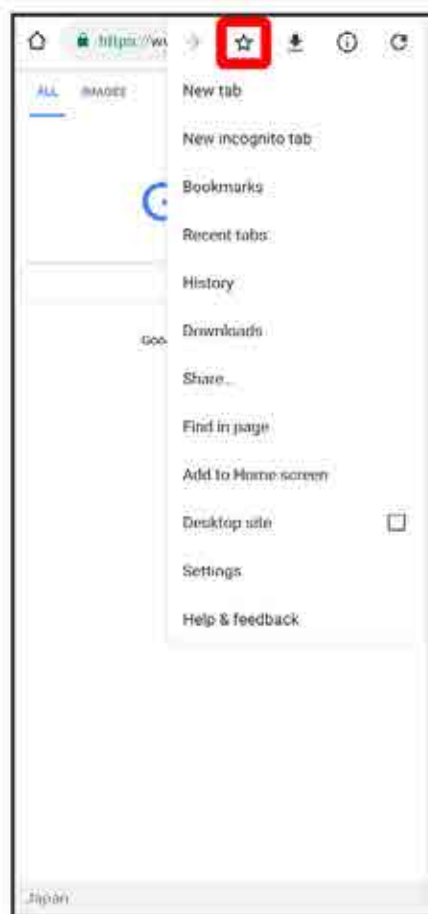 https://w
ALL IMAGES
New tab
New incognito tab
Bookmarks
Recent tabs
History
Goo
Downloads
Share...
Find in page
Add to Home screen
Desktop site
Settings
Help & feedback
Japan